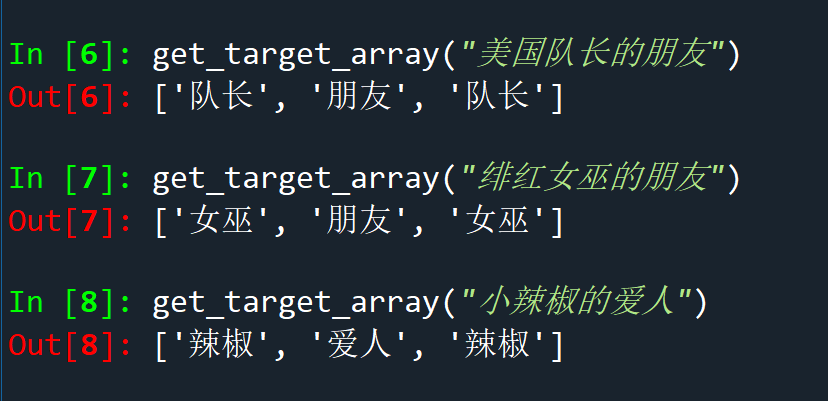 In [6]: get_target_array("美国队长的朋友")
Out[6]: ['队长', '朋友', '队长']
In [7]: get_target_array("绯红女巫的朋友")
Out[7]: ['女巫', '朋友', '女巫']
In [8]: get_target_array("小辣椒的爱人")
Out[8]: ['辣椒', '爱人', '辣椒']